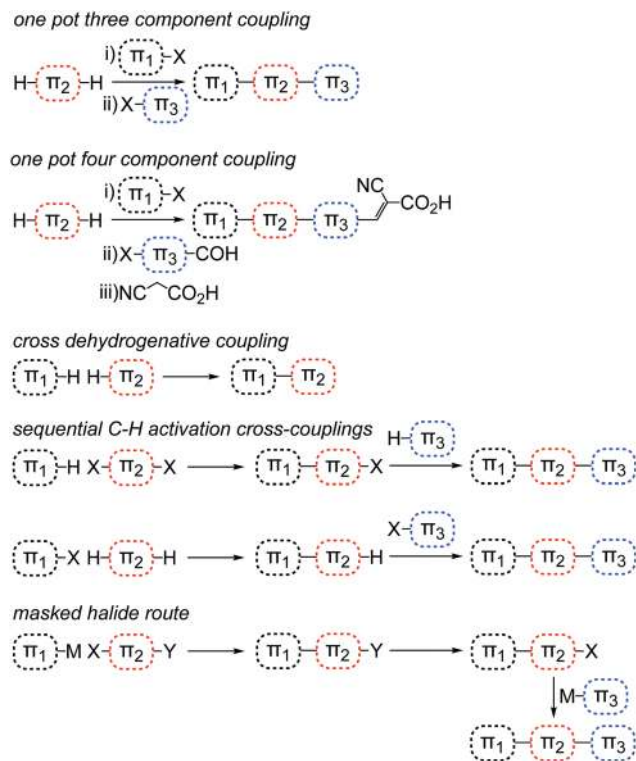 one pot three component coupling
i) π1-X
H-π2-H π1-π2-π3
ii) X-π3
one pot four component coupling
i) π1-X NC
CO2H
H-π2-H π1-π2-π3
ii) X-π3-COH
iii) NC CO2H
cross dehydrogenative coupling
π1-H H-π2 π1-π2
sequential C-H activation cross-couplings
H-π3
π1-H X-π2-X π1-π2-X π1-π2-π3
X-π3
π1-X H-π2-H π1-π2-H π1-π2-π3
masked halide route
π1-M X-π2-Y π1-π2-Y π1-π2-X
M-π3
π1-π2-π3